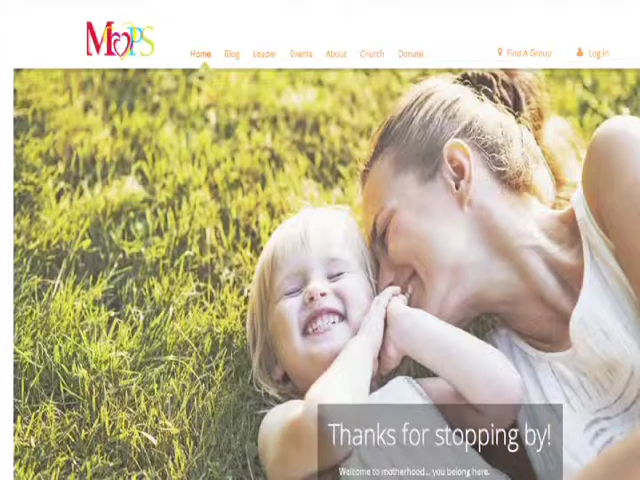 MOPS
Home Blog Leader Events About Church Donate Find A Group Log In
Thanks for stopping by!
Welcome to motherhood... you belong here.